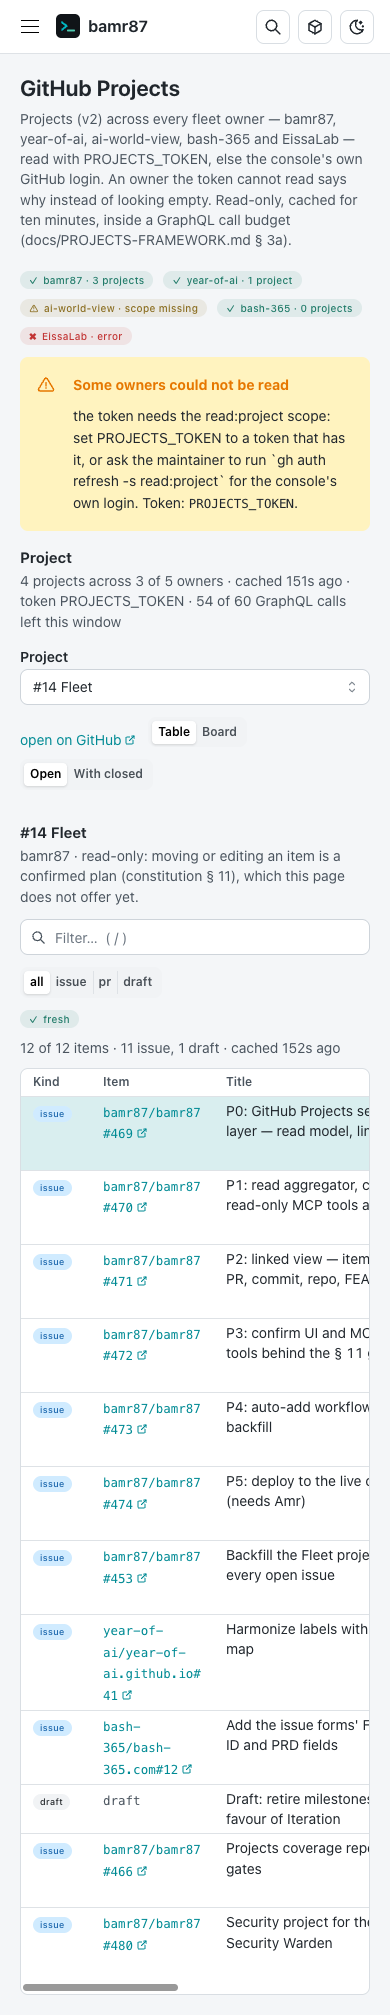 bamr87
GitHub Projects
Projects (v2) across every fleet owner — bamr87,
year-of-ai, ai-world-view, bash-365 and EissaLab —
read with PROJECTS_TOKEN, else the console's own
GitHub login. An owner the token cannot read says
why instead of looking empty. Read-only, cached for
ten minutes, inside a GraphQL call budget
(docs/PROJECTS-FRAMEWORK.md § 3a).
✓ bamr87 · 3 projects ✓ year-of-ai · 1 project
⚠ ai-world-view · scope missing ✓ bash-365 · 0 projects
✖ EissaLab · error
Some owners could not be read
the token needs the read:project scope:
set PROJECTS_TOKEN to a token that has
it, or ask the maintainer to run `gh auth
refresh -s read:project` for the console's
own login. Token: PROJECTS_TOKEN.
Project
4 projects across 3 of 5 owners · cached 151s ago ·
token PROJECTS_TOKEN · 54 of 60 GraphQL calls
left this window
Project
#14 Fleet
open on GitHub Table Board
Open With closed
#14 Fleet
bamr87 · read-only: moving or editing an item is a
confirmed plan (constitution § 11), which this page
does not offer yet.
Filter... ( / )
all issue pr draft
✓ fresh
12 of 12 items · 11 issue, 1 draft · cached 152s ago
Kind Item Title
issue bamr87/bamr87 P0: GitHub Projects se
#469 layer — read model, lin
issue bamr87/bamr87 P1: read aggregator, c
#470 read-only MCP tools a
issue bamr87/bamr87 P2: linked view — item
#471 PR, commit, repo, FEA
issue bamr87/bamr87 P3: confirm UI and MC
#472 tools behind the § 11
issue bamr87/bamr87 P4: auto-add workflow
#473 backfill
issue bamr87/bamr87 P5: deploy to the live
#474 (needs Amr)
issue bamr87/bamr87 Backfill the Fleet proje
#453 every open issue
issue year-of- Harmonize labels with
ai/year-of- map
ai.github.io#
41
issue bash- Add the issue forms' F
365/bash- ID and PRD fields
365.com#12
draft draft Draft: retire milestones
favour of Iteration
issue bamr87/bamr87 Projects coverage repo
#466 gates
issue bamr87/bamr87 Security project for the
#480 Security Warden